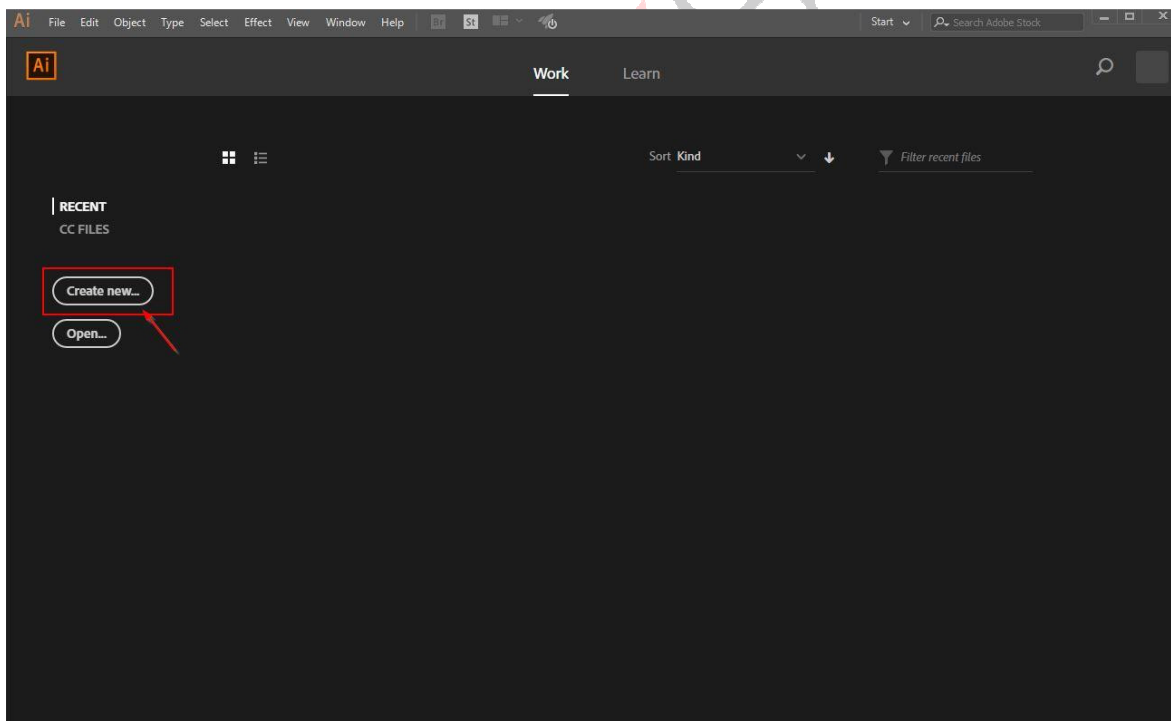 Ai File Edit Object Type Select Effect View Window Help Br St Start Search Adobe Stock
Ai
Work Learn
Sort Kind Filter recent files
RECENT
CC FILES
Create new...
Open...